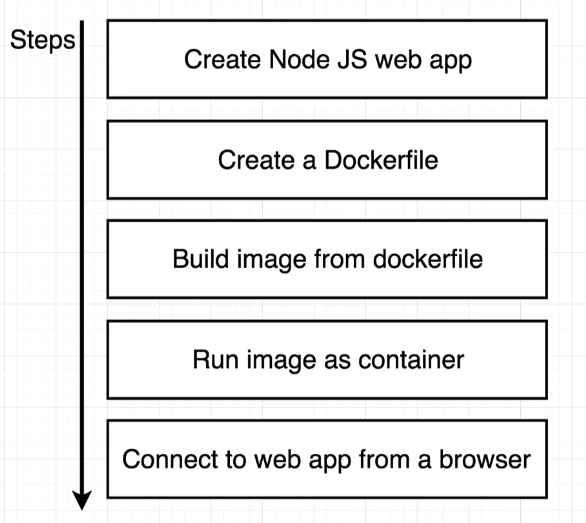 Steps
Create Node JS web app
Create a Dockerfile
Build image from dockerfile
Run image as container
Connect to web app from a browser